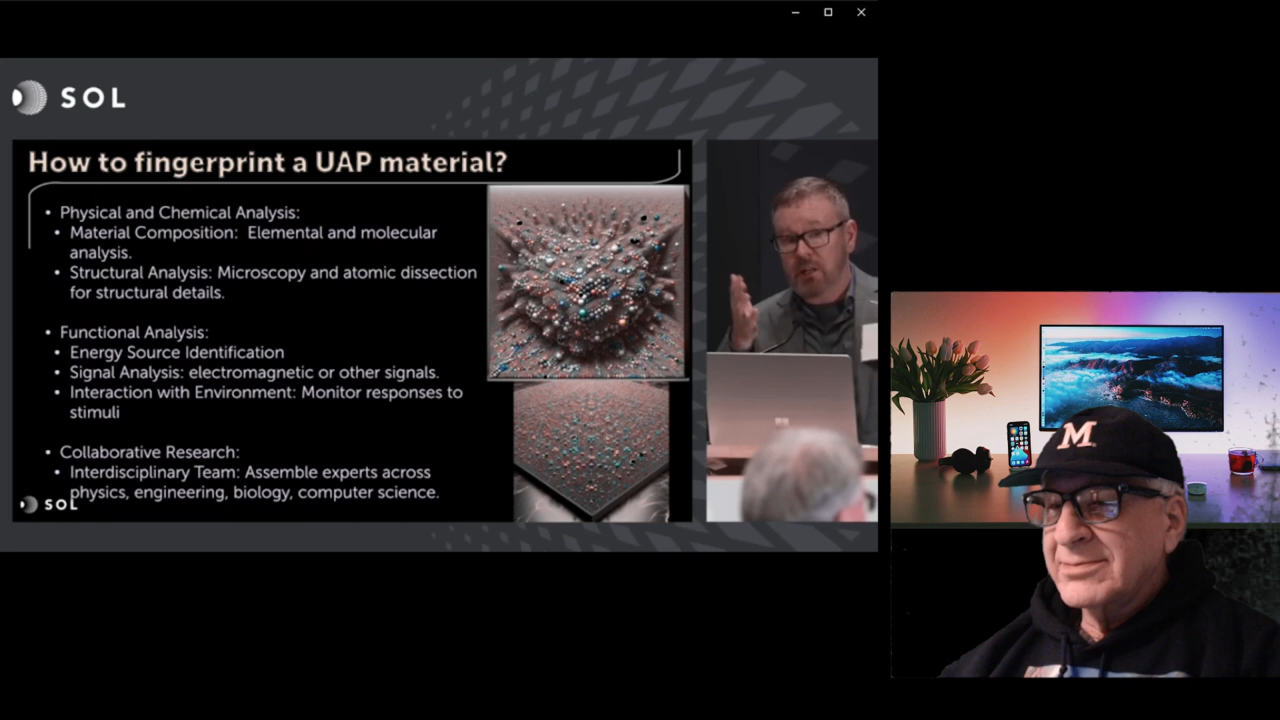 SOL
How to fingerprint a UAP material?
• Physical and Chemical Analysis:
• Material Composition: Elemental and molecular
analysis.
• Structural Analysis: Microscopy and atomic dissection
for structural details.
• Functional Analysis:
• Energy Source Identification
• Signal Analysis: electromagnetic or other signals.
• Interaction with Environment: Monitor responses to
stimuli
• Collaborative Research:
• Interdisciplinary Team: Assemble experts across
physics, engineering, biology, computer science.
SOL
M